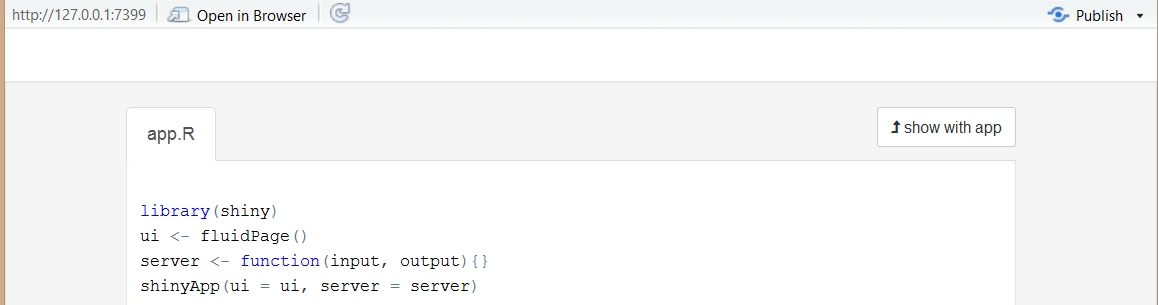 http://127.0.0.1:7399 Open in Browser Publish
app.R show with app
library(shiny)
ui <- fluidPage()
server <- function(input, output){}
shinyApp(ui = ui, server = server)